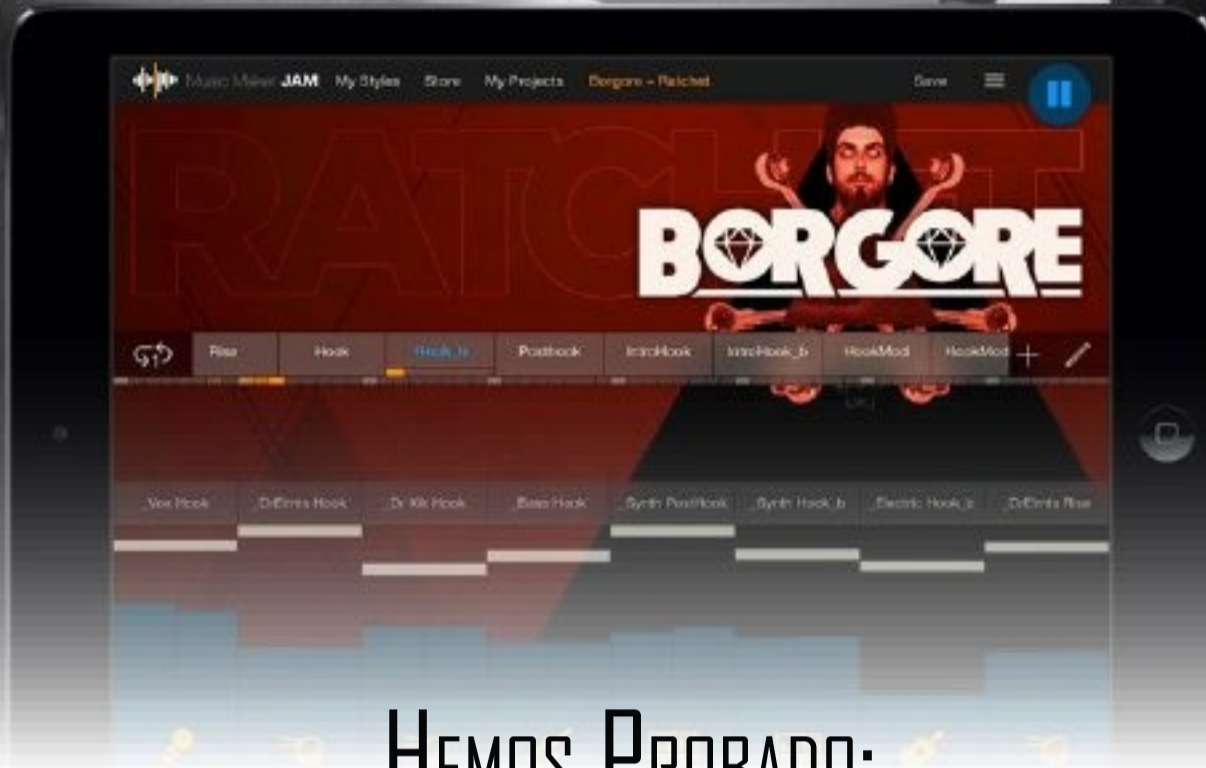 Music Maker JAM My Styles Store My Projects Borgore - Ratchet Save
RATCHET
BORGORE
Rise Hook Hook_b Posthook IntroHook IntroHook_b HookMod HookMod
_Vox Hook _DrElmts Hook _Dr Kik Hook _Bass Hook _Synth PostHook _Synth Hook_b _Electric Hook_b _DrElmts Rise
HEMOS PROBADO: